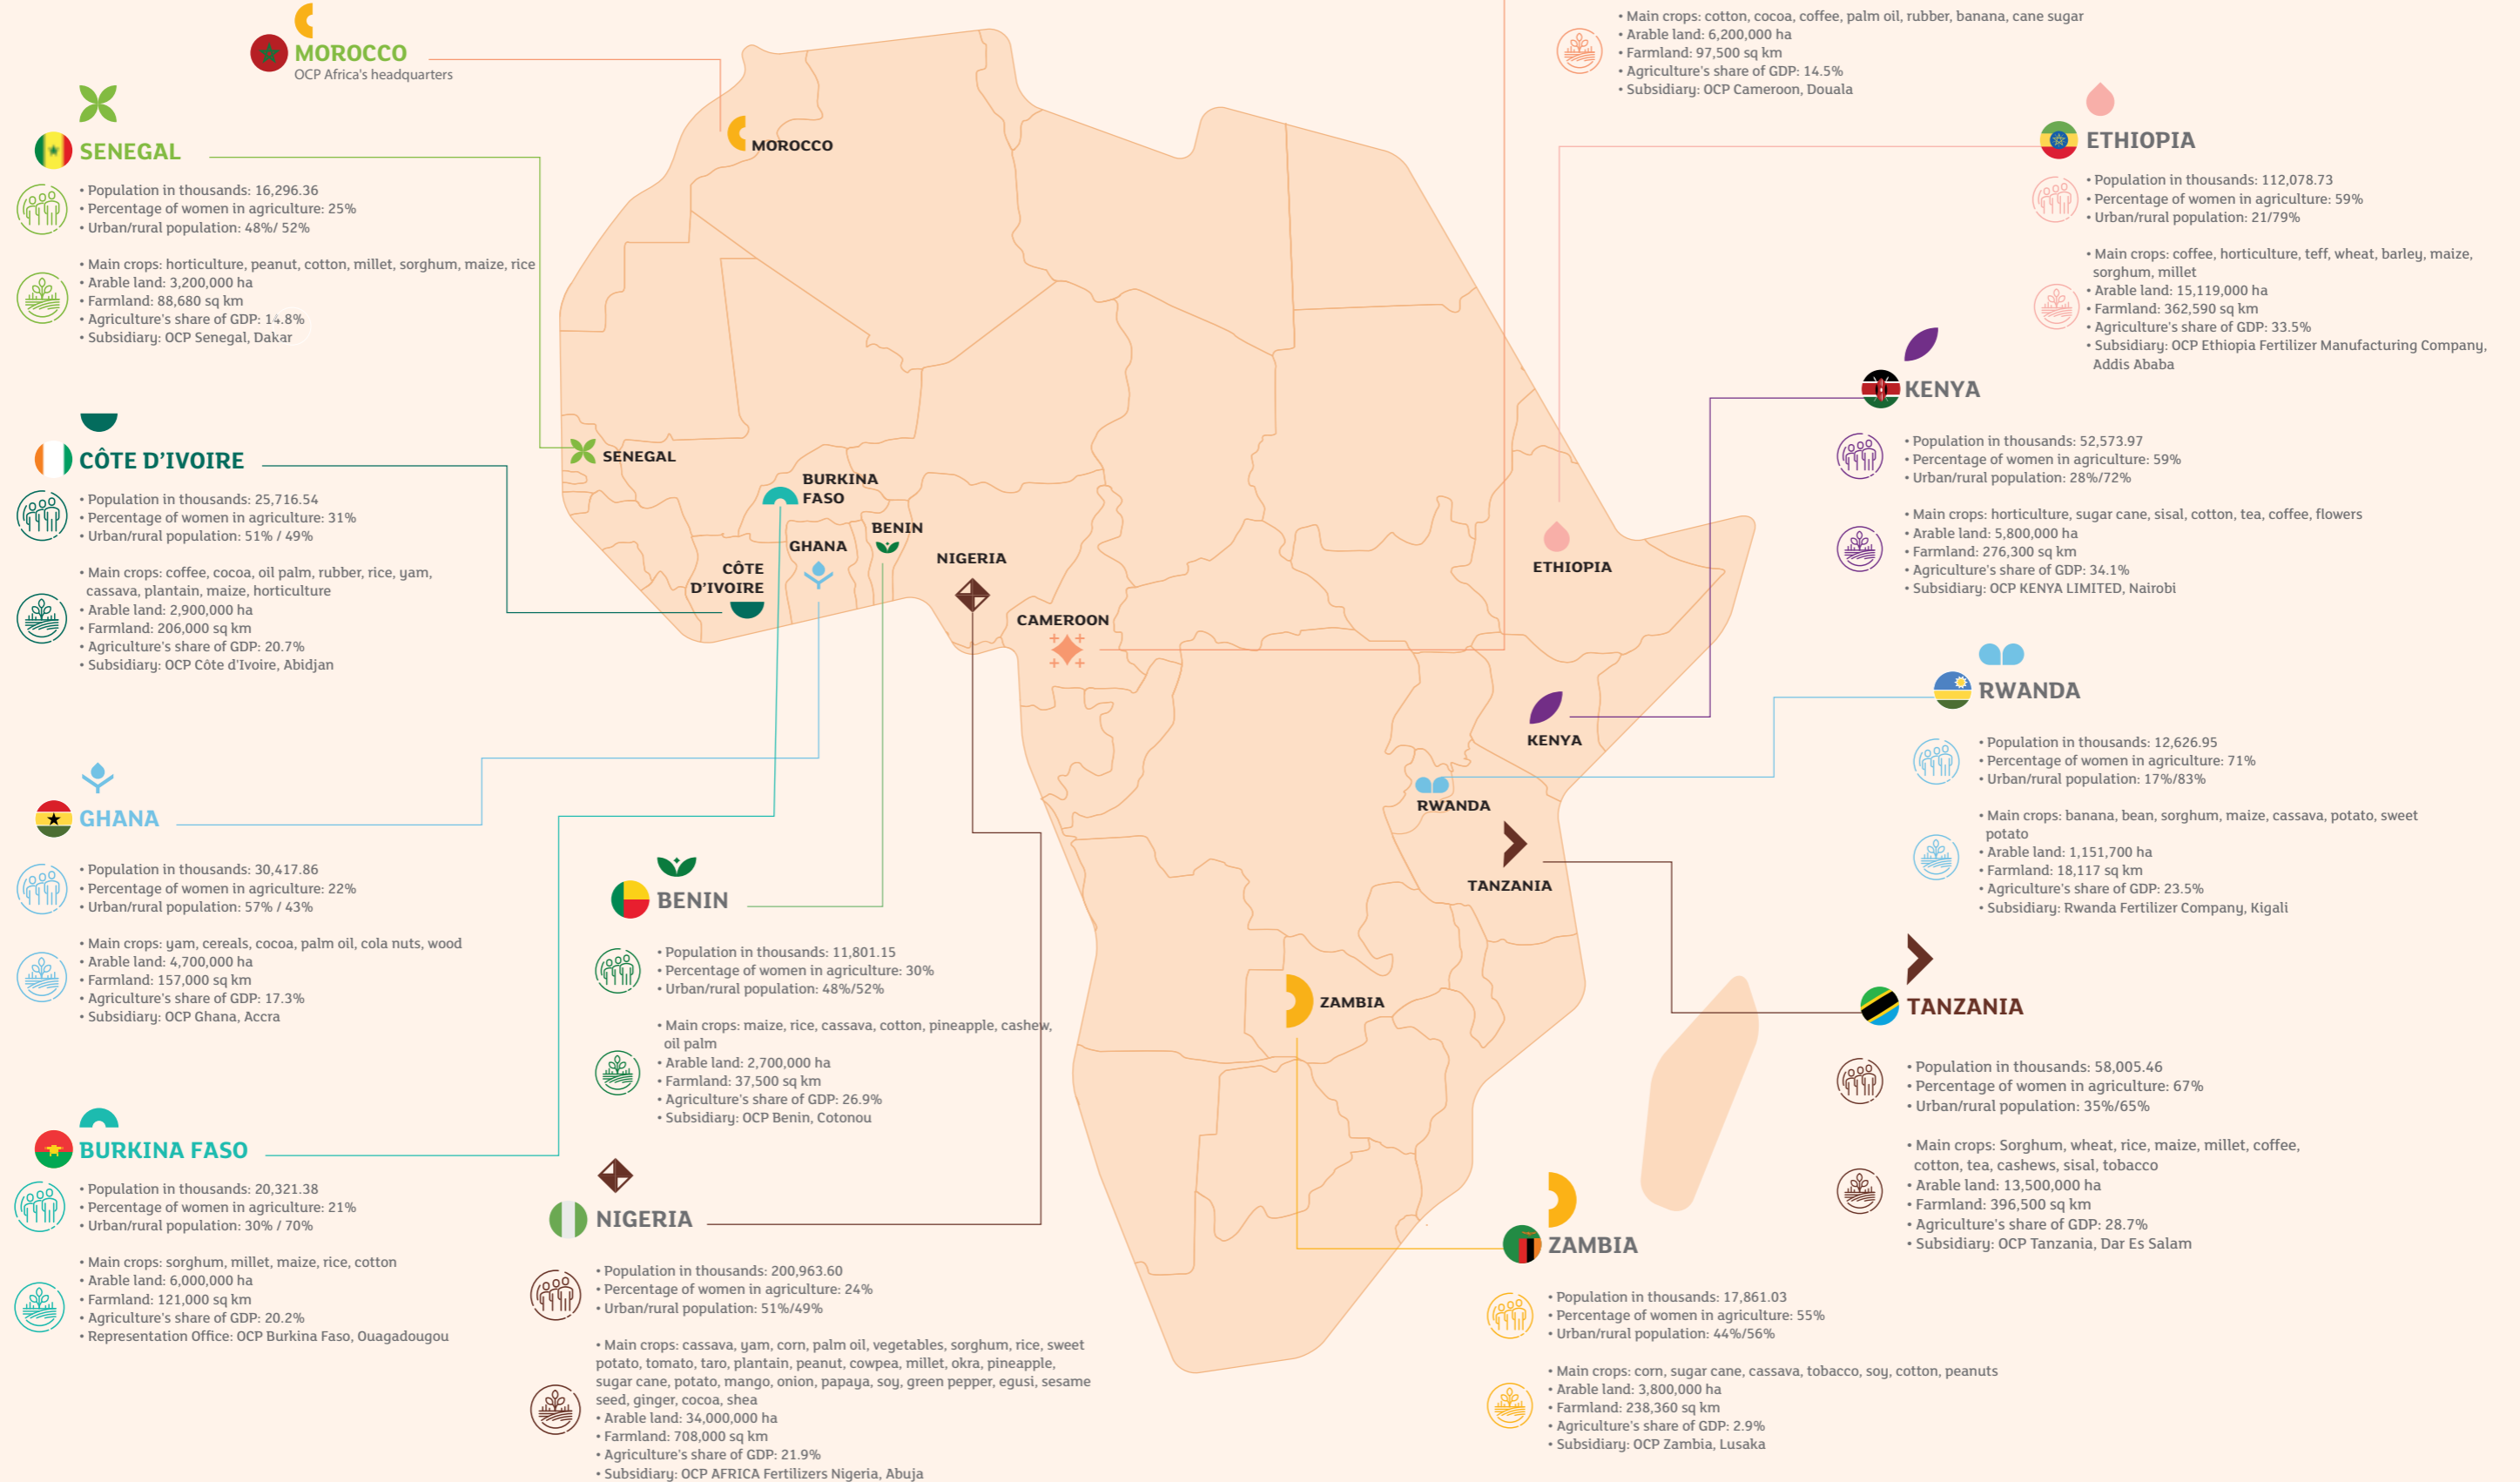 MOROCCO
OCP Africa's headquarters
SENEGAL
• Population in thousands: 16,296.36
• Percentage of women in agriculture: 25%
• Urban/rural population: 48%/ 52%
• Main crops: horticulture, peanut, cotton, millet, sorghum, maize, rice
• Arable land: 3,200,000 ha
• Farmland: 88,680 sq km
• Agriculture's share of GDP: 14.8%
• Subsidiary: OCP Senegal, Dakar
CÔTE D'IVOIRE
• Population in thousands: 25,716.54
• Percentage of women in agriculture: 31%
• Urban/rural population: 51% / 49%
• Main crops: coffee, cocoa, oil palm, rubber, rice, yam,
cassava, plantain, maize, horticulture
• Arable land: 2,900,000 ha
• Farmland: 206,000 sq km
• Agriculture's share of GDP: 20.7%
• Subsidiary: OCP Côte d'Ivoire, Abidjan
GHANA
• Population in thousands: 30,417.86
• Percentage of women in agriculture: 22%
• Urban/rural population: 57% / 43%
• Main crops: yam, cereals, cocoa, palm oil, cola nuts, wood
• Arable land: 4,700,000 ha
• Farmland: 157,000 sq km
• Agriculture's share of GDP: 17.3%
• Subsidiary: OCP Ghana, Accra
BURKINA FASO
• Population in thousands: 20,321.38
• Percentage of women in agriculture: 21%
• Urban/rural population: 30% / 70%
• Main crops: sorghum, millet, maize, rice, cotton
• Arable land: 6,000,000 ha
• Farmland: 121,000 sq km
• Agriculture's share of GDP: 20.2%
• Representation Office: OCP Burkina Faso, Ouagadougou
BENIN
• Population in thousands: 11,801.15
• Percentage of women in agriculture: 30%
• Urban/rural population: 48%/52%
• Main crops: maize, rice, cassava, cotton, pineapple, cashew,
oil palm
• Arable land: 2,700,000 ha
• Farmland: 37,500 sq km
• Agriculture's share of GDP: 26.9%
• Subsidiary: OCP Benin, Cotonou
NIGERIA
• Population in thousands: 200,963.60
• Percentage of women in agriculture: 24%
• Urban/rural population: 51%/49%
• Main crops: cassava, yam, corn, palm oil, vegetables, sorghum, rice, sweet
potato, tomato, taro, plantain, peanut, cowpea, millet, okra, pineapple,
sugar cane, potato, mango, onion, papaya, soy, green pepper, egusi, sesame
seed, ginger, cocoa, shea
• Arable land: 34,000,000 ha
• Farmland: 708,000 sq km
• Agriculture's share of GDP: 21.9%
• Subsidiary: OCP AFRICA Fertilizers Nigeria, Abuja
MOROCCO
SENEGAL
BURKINA
FASO
BENIN
GHANA
NIGERIA
CÔTE
D'IVOIRE
CAMEROON
ETHIOPIA
KENYA
RWANDA
TANZANIA
ZAMBIA
• Main crops: cotton, cocoa, coffee, palm oil, rubber, banana, cane sugar
• Arable land: 6,200,000 ha
• Farmland: 97,500 sq km
• Agriculture's share of GDP: 14.5%
• Subsidiary: OCP Cameroon, Douala
ETHIOPIA
• Population in thousands: 112,078.73
• Percentage of women in agriculture: 59%
• Urban/rural population: 21/79%
• Main crops: coffee, horticulture, teff, wheat, barley, maize,
sorghum, millet
• Arable land: 15,119,000 ha
• Farmland: 362,590 sq km
• Agriculture's share of GDP: 33.5%
• Subsidiary: OCP Ethiopia Fertilizer Manufacturing Company,
Addis Ababa
KENYA
• Population in thousands: 52,573.97
• Percentage of women in agriculture: 59%
• Urban/rural population: 28%/72%
• Main crops: horticulture, sugar cane, sisal, cotton, tea, coffee, flowers
• Arable land: 5,800,000 ha
• Farmland: 276,300 sq km
• Agriculture's share of GDP: 34.1%
• Subsidiary: OCP KENYA LIMITED, Nairobi
RWANDA
• Population in thousands: 12,626.95
• Percentage of women in agriculture: 71%
• Urban/rural population: 17%/83%
• Main crops: banana, bean, sorghum, maize, cassava, potato, sweet
potato
• Arable land: 1,151,700 ha
• Farmland: 18,117 sq km
• Agriculture's share of GDP: 23.5%
• Subsidiary: Rwanda Fertilizer Company, Kigali
TANZANIA
• Population in thousands: 58,005.46
• Percentage of women in agriculture: 67%
• Urban/rural population: 35%/65%
• Main crops: Sorghum, wheat, rice, maize, millet, coffee,
cotton, tea, cashews, sisal, tobacco
• Arable land: 13,500,000 ha
• Farmland: 396,500 sq km
• Agriculture's share of GDP: 28.7%
• Subsidiary: OCP Tanzania, Dar Es Salam
ZAMBIA
• Population in thousands: 17,861.03
• Percentage of women in agriculture: 55%
• Urban/rural population: 44%/56%
• Main crops: corn, sugar cane, cassava, tobacco, soy, cotton, peanuts
• Arable land: 3,800,000 ha
• Farmland: 238,360 sq km
• Agriculture's share of GDP: 2.9%
• Subsidiary: OCP Zambia, Lusaka